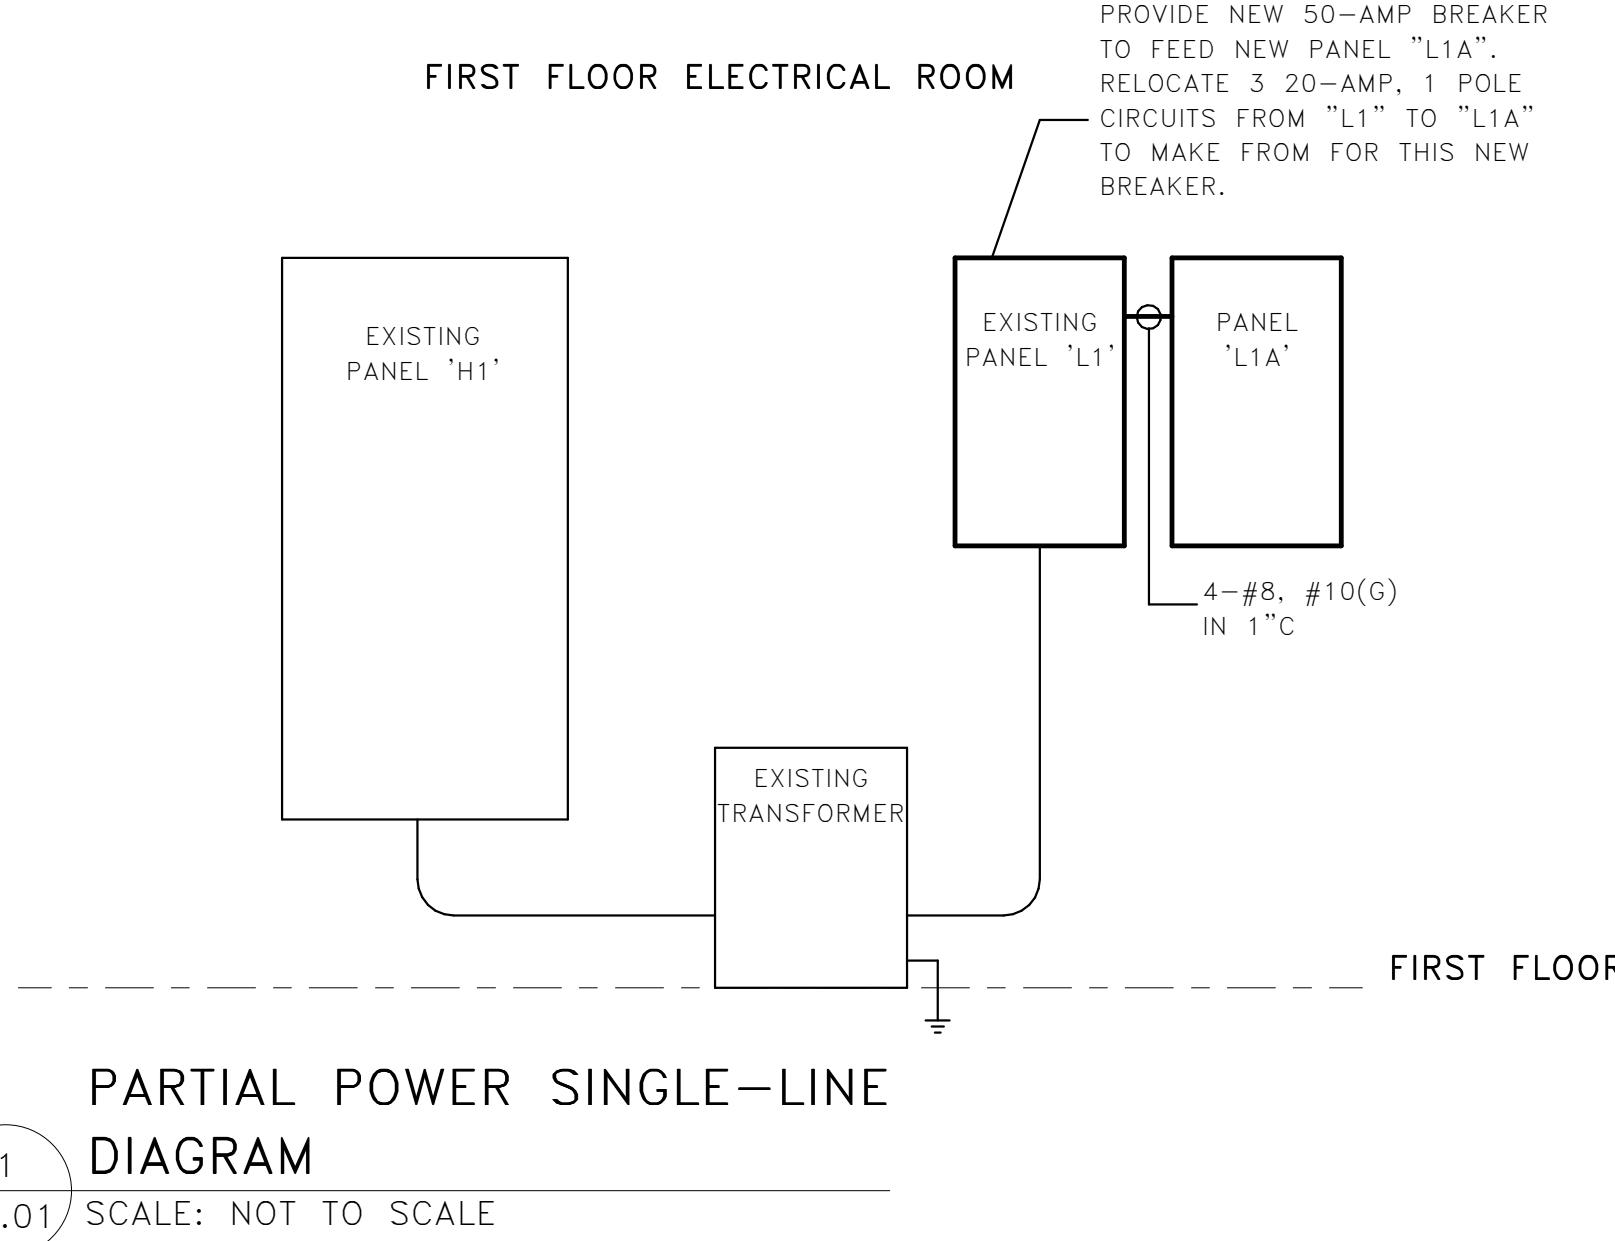 PROVIDE NEW 50-AMP BREAKER
TO FEED NEW PANEL "L1A".
RELOCATE 3 20-AMP, 1 POLE
CIRCUITS FROM "L1" TO "L1A"
TO MAKE FROM FOR THIS NEW
BREAKER.
FIRST FLOOR ELECTRICAL ROOM
EXISTING
PANEL 'H1'
EXISTING
PANEL 'L1'
PANEL
'L1A'
4-#8, #10(G)
IN 1"C
EXISTING
TRANSFORMER
FIRST FLOOR
PARTIAL POWER SINGLE-LINE
DIAGRAM
1
.01
SCALE: NOT TO SCALE